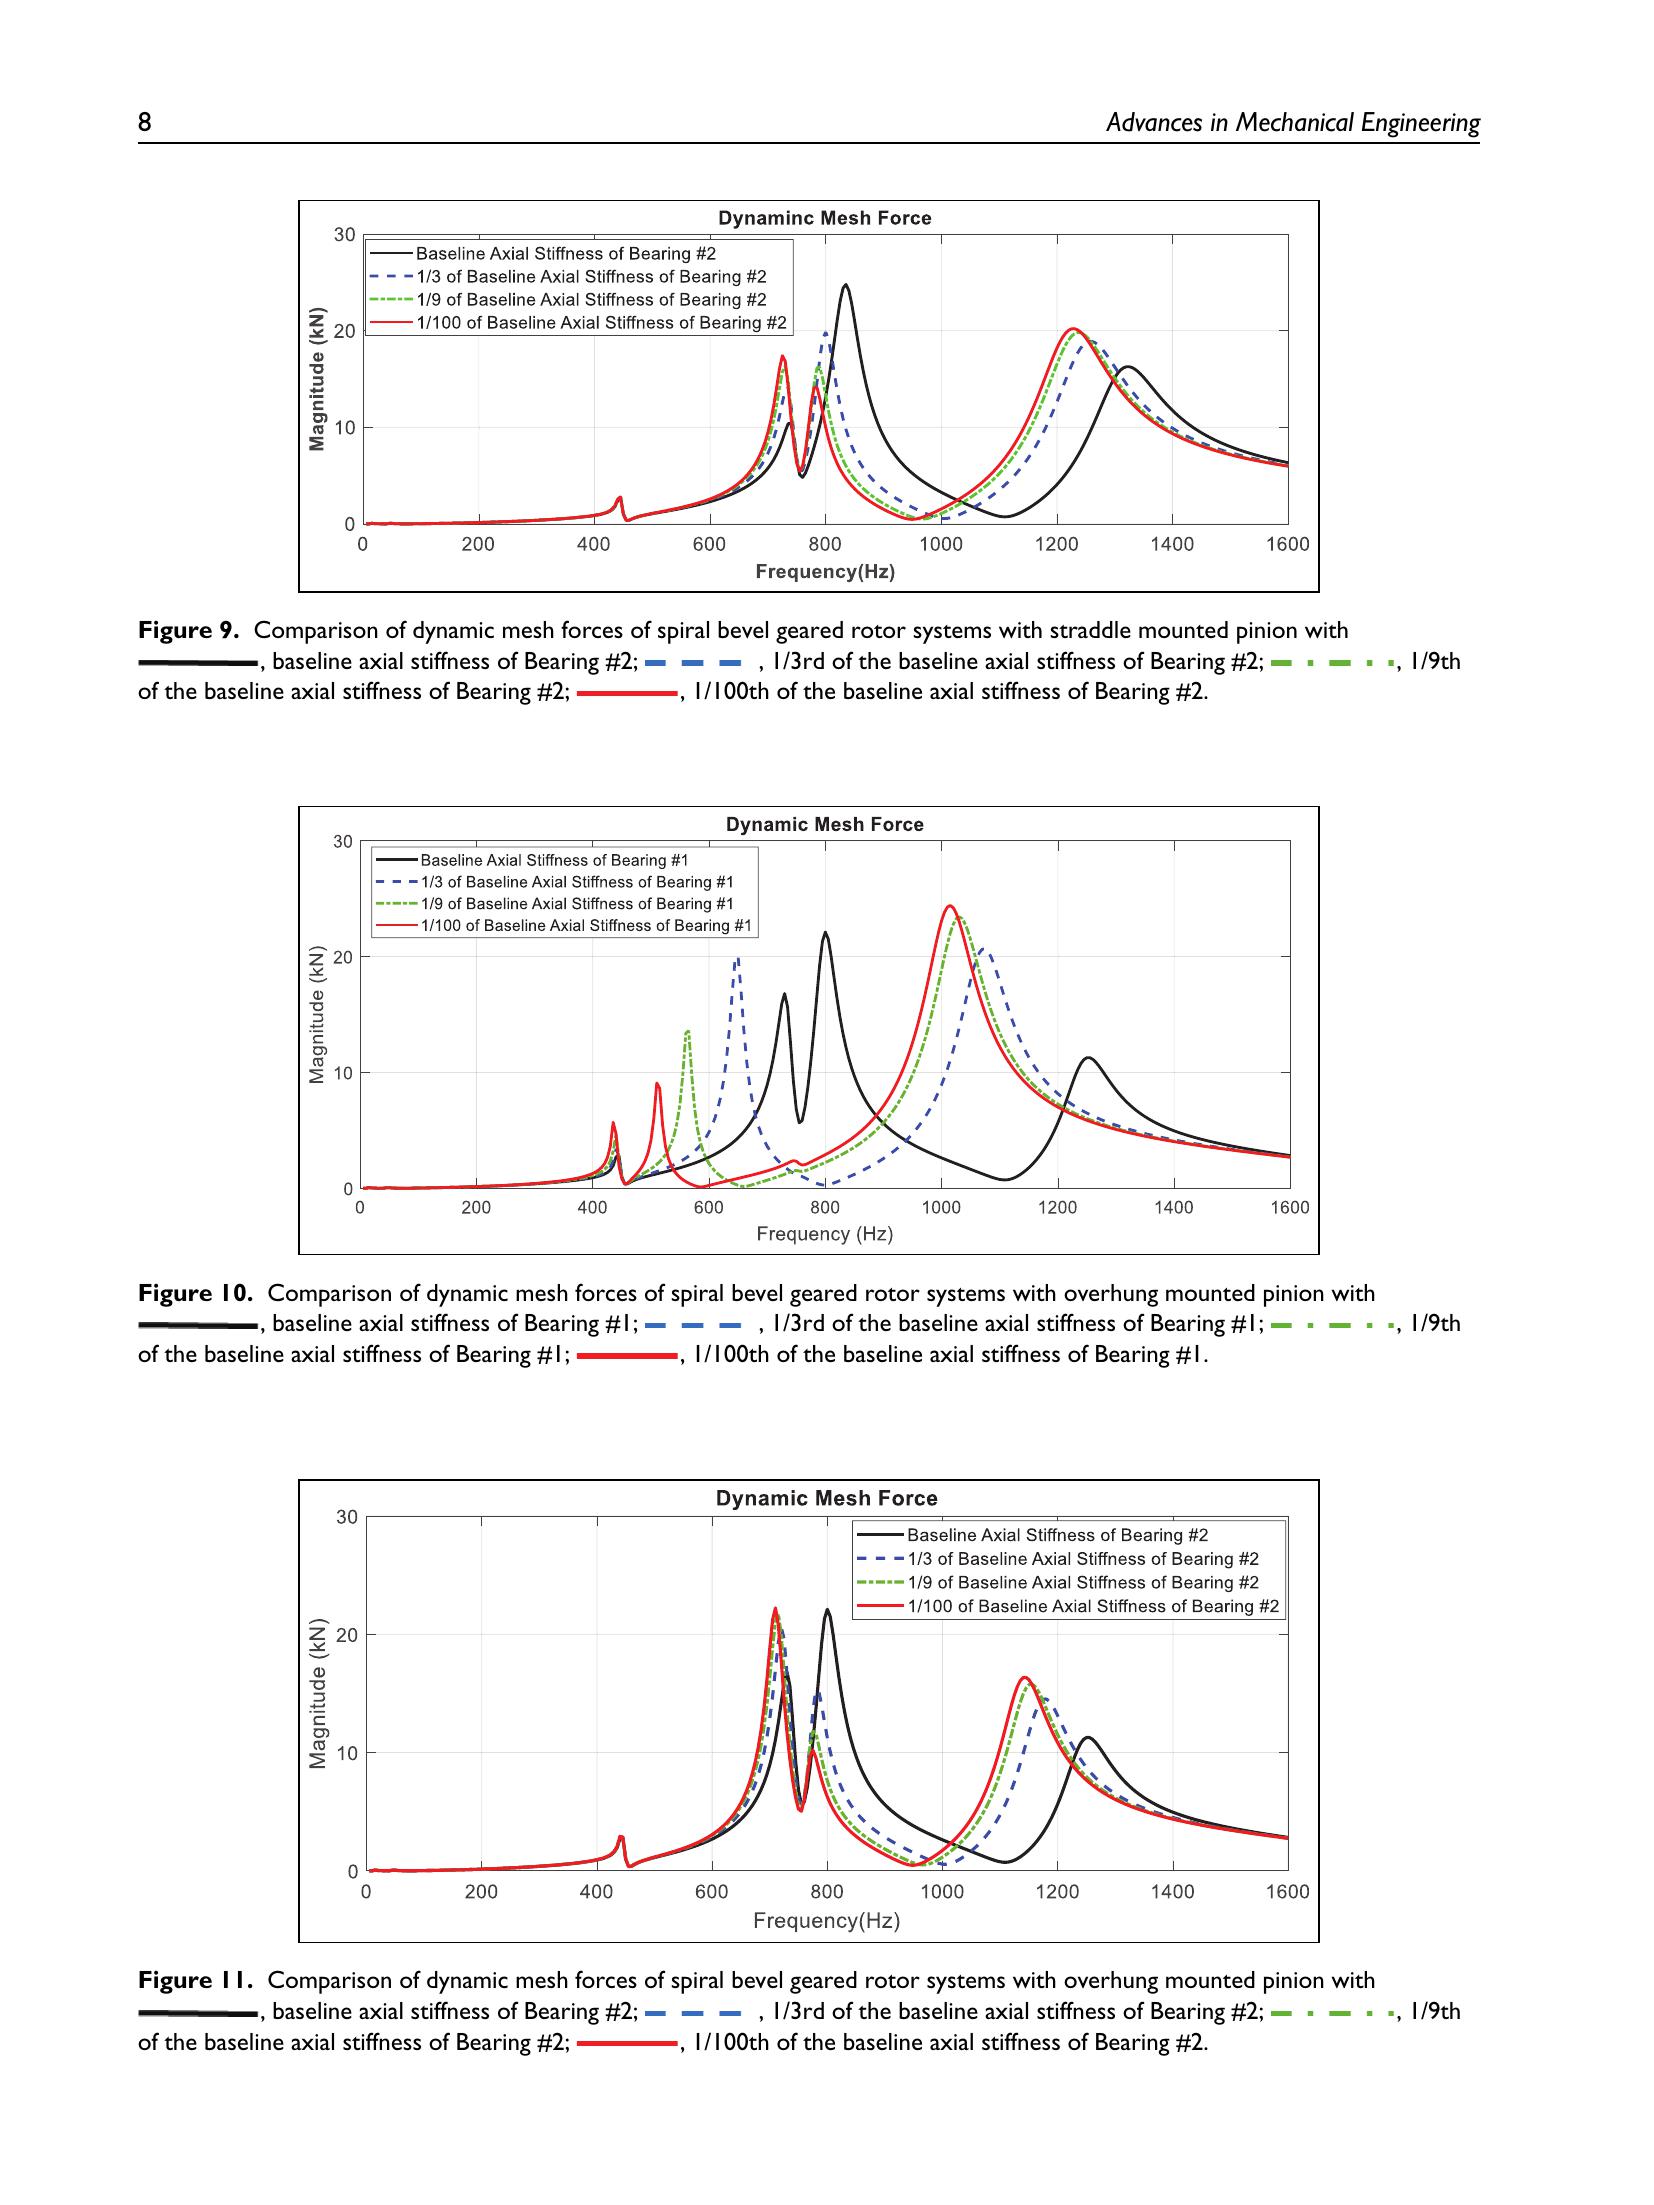 8
Advances in Mechanical Engineering
Dynaminc Mesh Force
Baseline Axial Stiffness of Bearing #2
1/3 of Baseline Axial Stiffness of Bearing #2
1/9 of Baseline Axial Stiffness of Bearing #2
1/100 of Baseline Axial Stiffness of Bearing #2
Magnitude (kN)
30
20
10
0
0 200 400 600 800 1000 1200 1400 1600
Frequency(Hz)
Figure 9. Comparison of dynamic mesh forces of spiral bevel geared rotor systems with straddle mounted pinion with
, baseline axial stiffness of Bearing #2; , 1/3rd of the baseline axial stiffness of Bearing #2; , 1/9th
of the baseline axial stiffness of Bearing #2; , 1/100th of the baseline axial stiffness of Bearing #2.
Dynamic Mesh Force
Baseline Axial Stiffness of Bearing #1
1/3 of Baseline Axial Stiffness of Bearing #1
1/9 of Baseline Axial Stiffness of Bearing #1
1/100 of Baseline Axial Stiffness of Bearing #1
Magnitude (kN)
30
20
10
0
0 200 400 600 800 1000 1200 1400 1600
Frequency (Hz)
Figure 10. Comparison of dynamic mesh forces of spiral bevel geared rotor systems with overhung mounted pinion with
, baseline axial stiffness of Bearing #1; , 1/3rd of the baseline axial stiffness of Bearing #1; , 1/9th
of the baseline axial stiffness of Bearing #1; , 1/100th of the baseline axial stiffness of Bearing #1.
Dynamic Mesh Force
Baseline Axial Stiffness of Bearing #2
1/3 of Baseline Axial Stiffness of Bearing #2
1/9 of Baseline Axial Stiffness of Bearing #2
1/100 of Baseline Axial Stiffness of Bearing #2
Magnitude (kN)
30
20
10
0
0 200 400 600 800 1000 1200 1400 1600
Frequency(Hz)
Figure 11. Comparison of dynamic mesh forces of spiral bevel geared rotor systems with overhung mounted pinion with
, baseline axial stiffness of Bearing #2; , 1/3rd of the baseline axial stiffness of Bearing #2; , 1/9th
of the baseline axial stiffness of Bearing #2; , 1/100th of the baseline axial stiffness of Bearing #2.